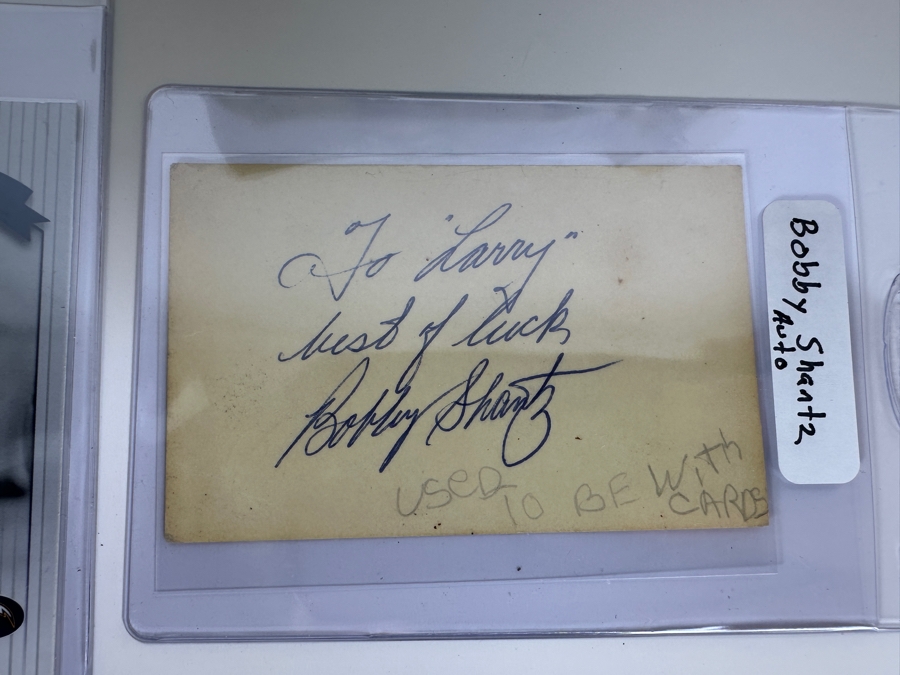 To "Larry"
best of luck
Bobby Shantz
USED TO BE WITH
CARDS
Bobby Shantz
Auto